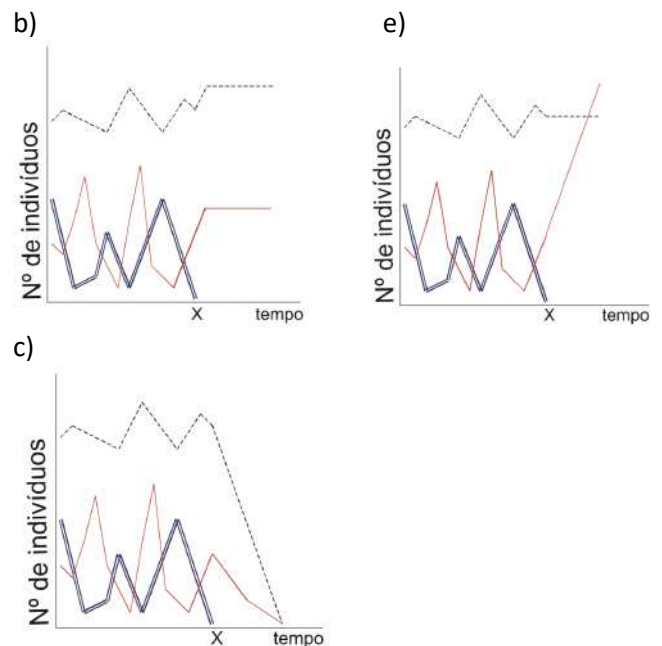 b)
Nº de indivíduos
X tempo
e)
Nº de indivíduos
X tempo
c)
Nº de indivíduos
X tempo